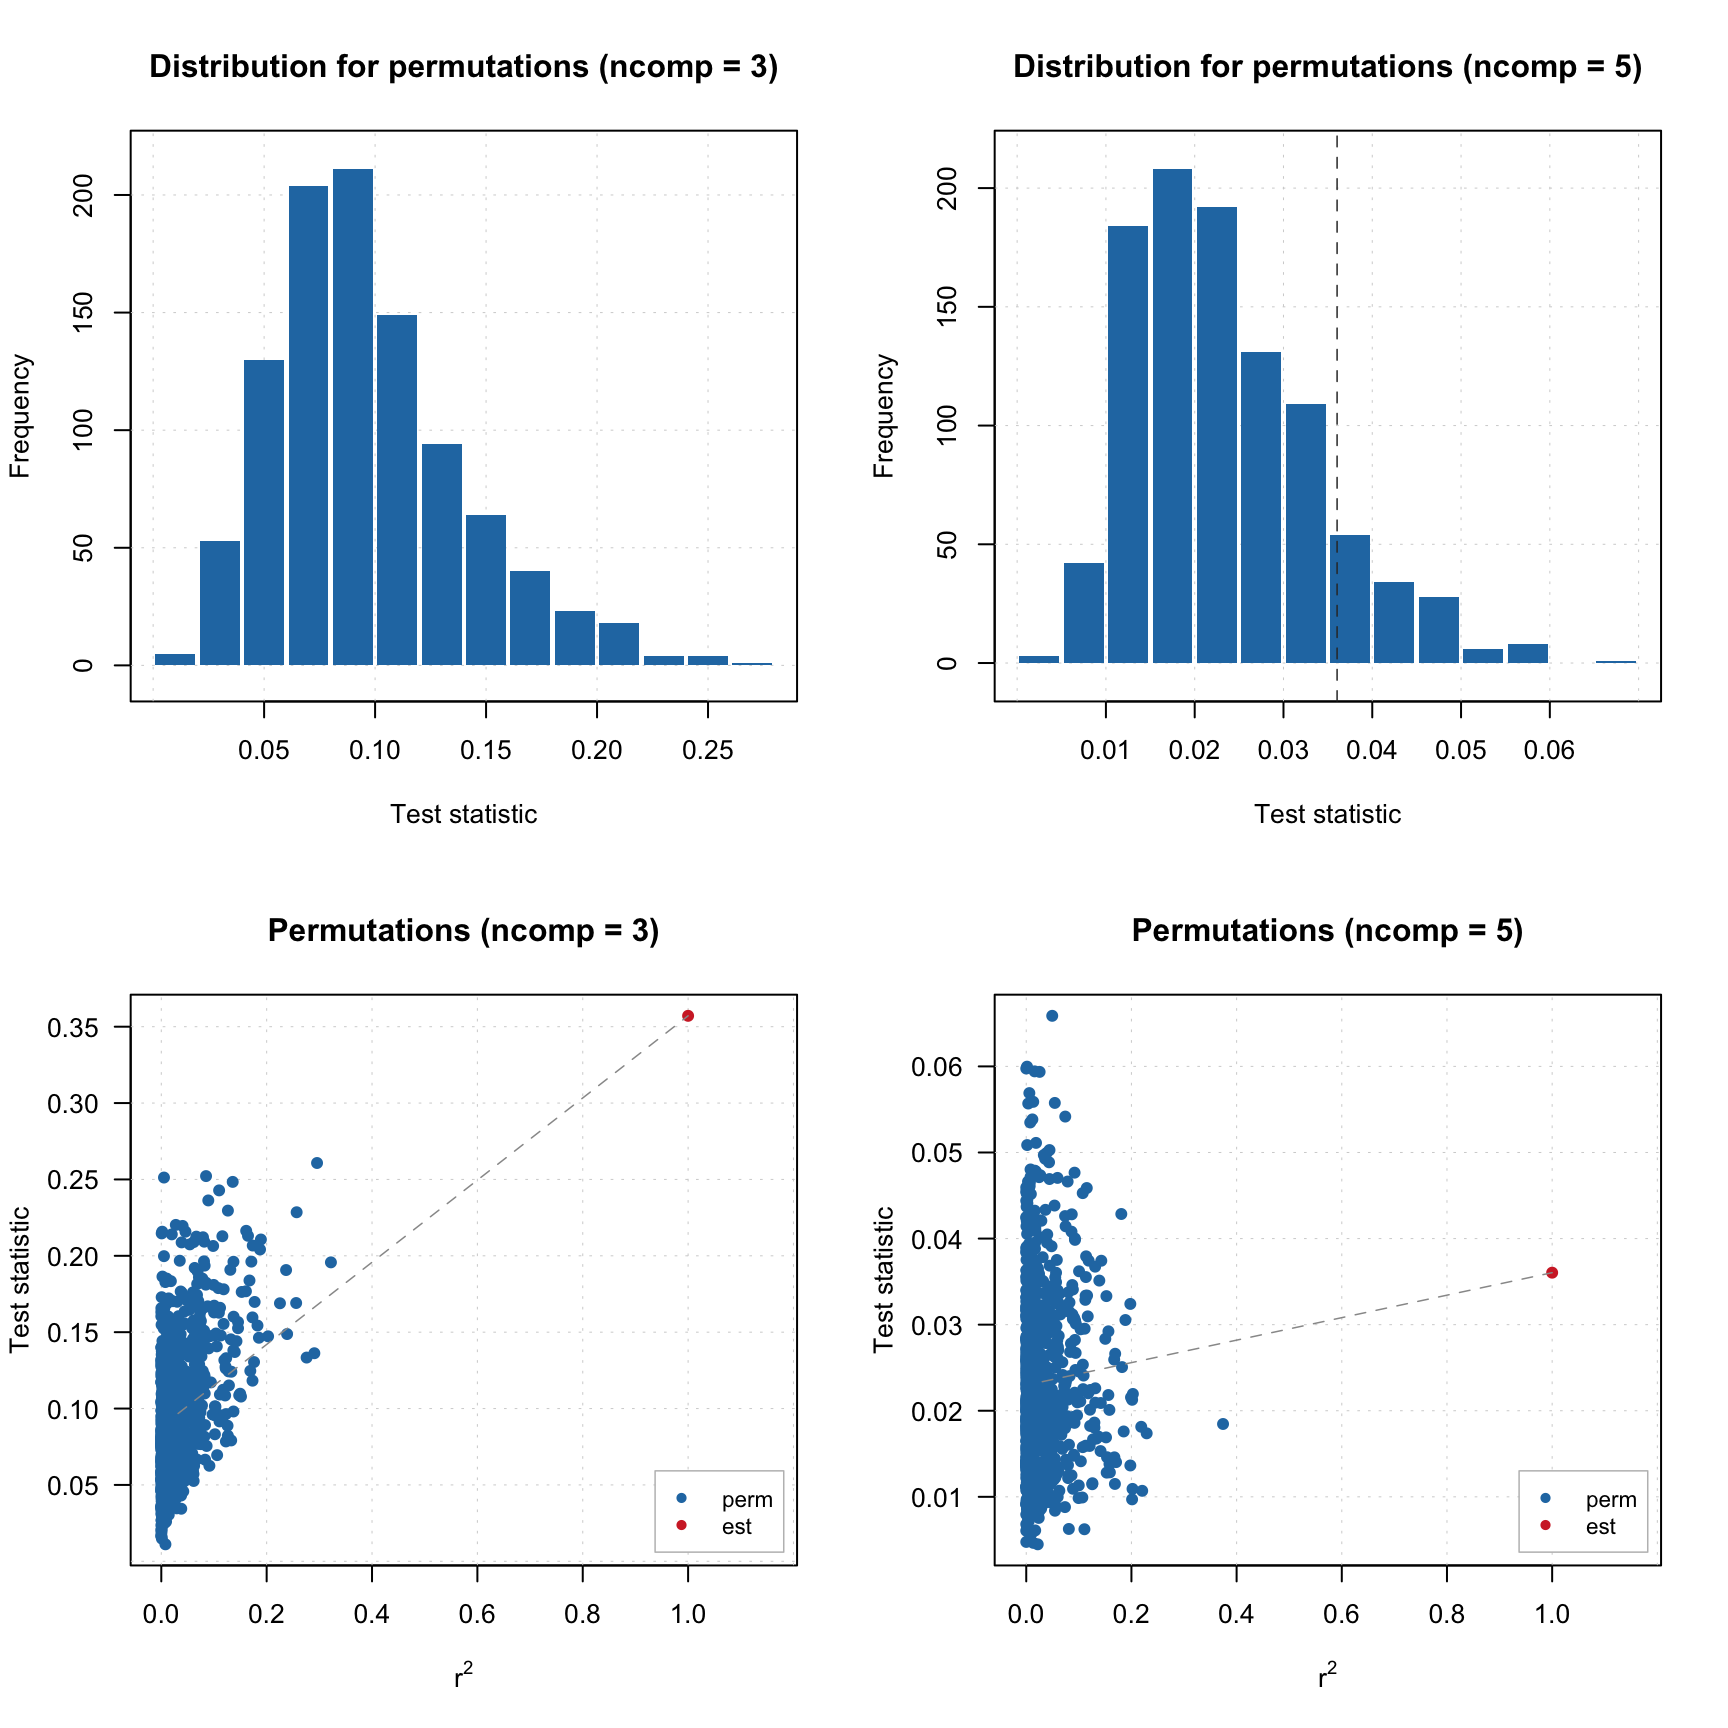 Distribution for permutations (ncomp = 3)
Frequency
200
150
100
50
0
0.05 0.10 0.15 0.20 0.25
Test statistic
Distribution for permutations (ncomp = 5)
Frequency
200
150
100
50
0
0.01 0.02 0.03 0.04 0.05 0.06
Test statistic
Permutations (ncomp = 3)
Test statistic
0.35
0.30
0.25
0.20
0.15
0.10
0.05
perm
est
0.0 0.2 0.4 0.6 0.8 1.0
r²
Permutations (ncomp = 5)
Test statistic
0.06
0.05
0.04
0.03
0.02
0.01
perm
est
0.0 0.2 0.4 0.6 0.8 1.0
r²